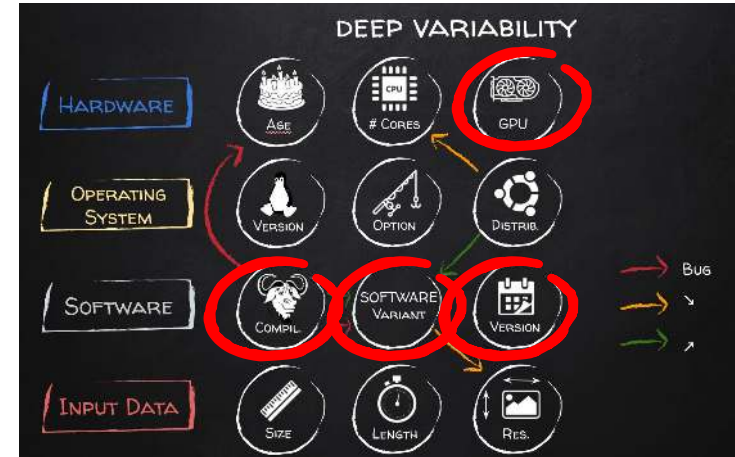 DEEP VARIABILITY
HARDWARE
CPU
AGE
# CORES
GPU
OPERATING
SYSTEM
VERSION
OPTION
DISTRIB.
SOFTWARE
COMPIL.
SOFTWARE
VARIANT
VERSION
BUG
INPUT DATA
SIZE
LENGTH
RES.